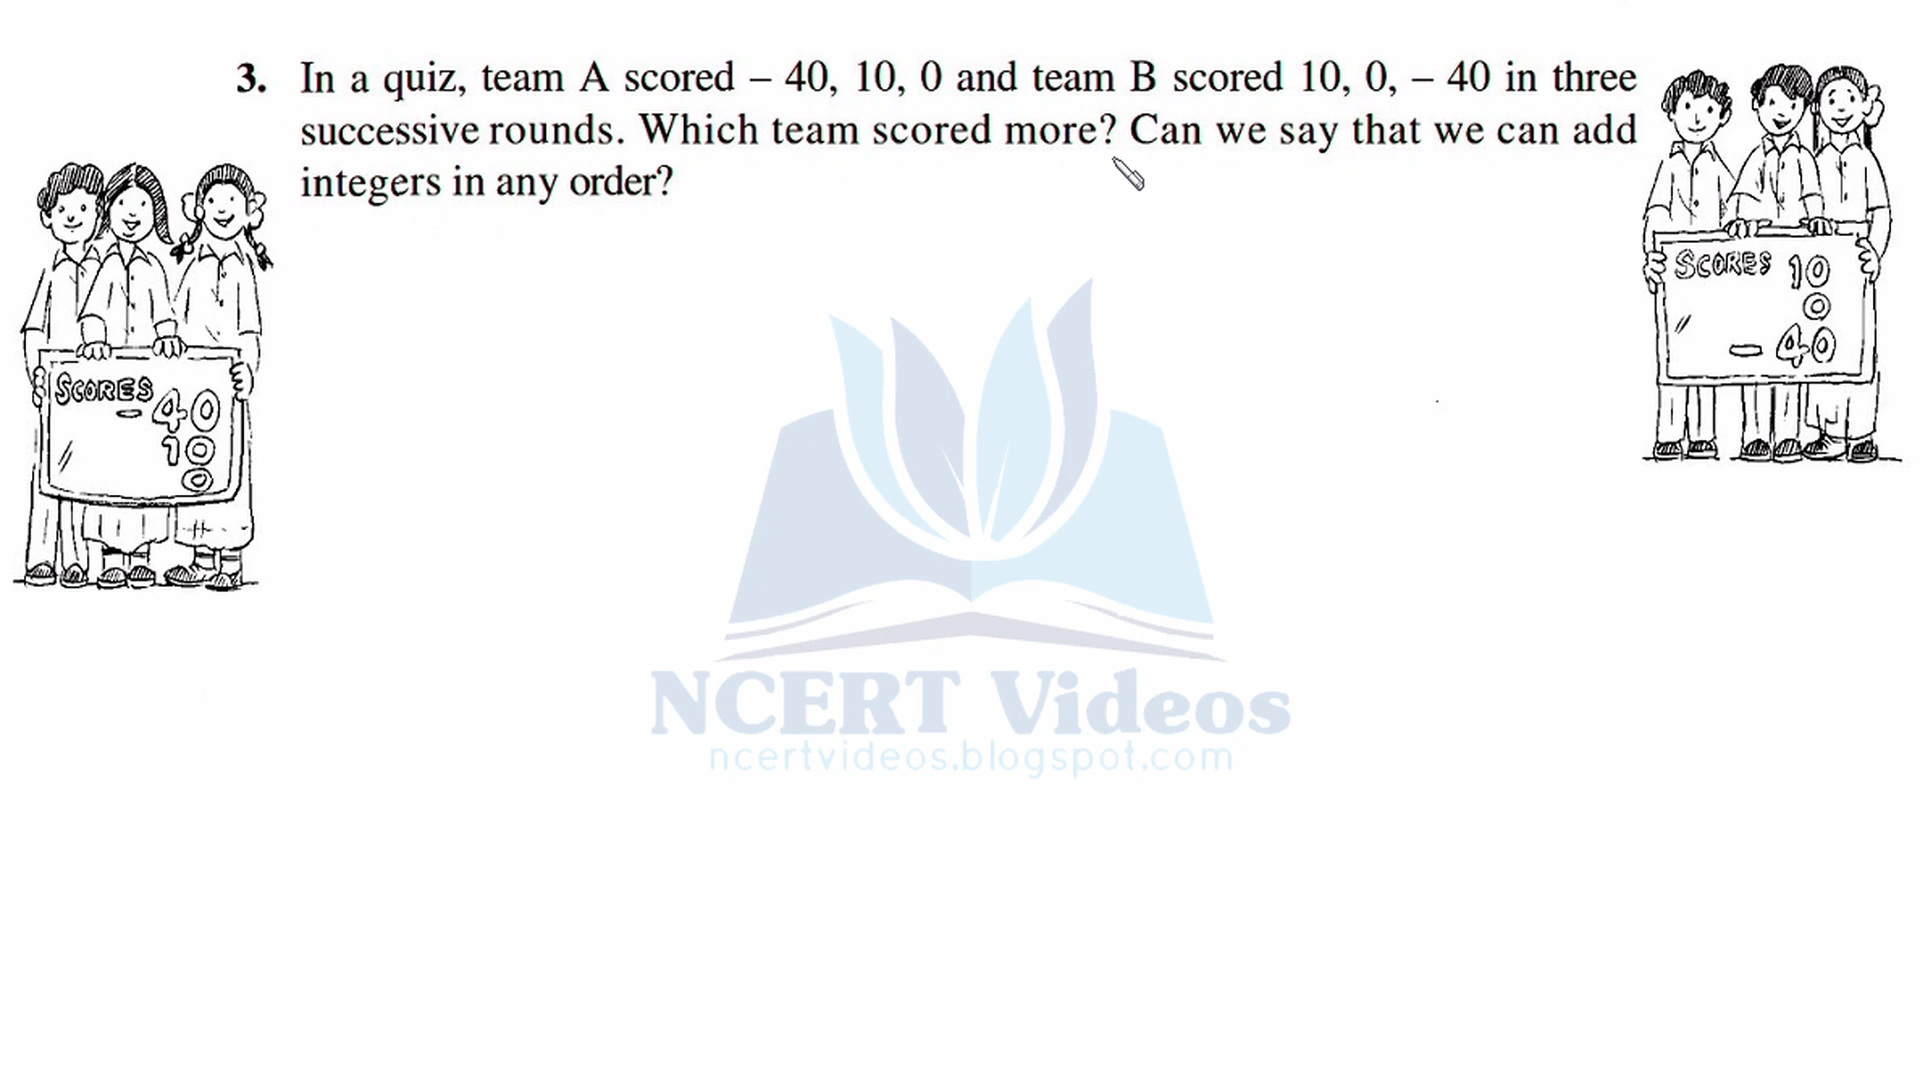 3. In a quiz, team A scored – 40, 10, 0 and team B scored 10, 0, – 40 in three
successive rounds. Which team scored more? Can we say that we can add
integers in any order?
SCORES 10
0
– 40
SCORES
– 40
10
0
NCERT Videos
ncertvideos.blogspot.com